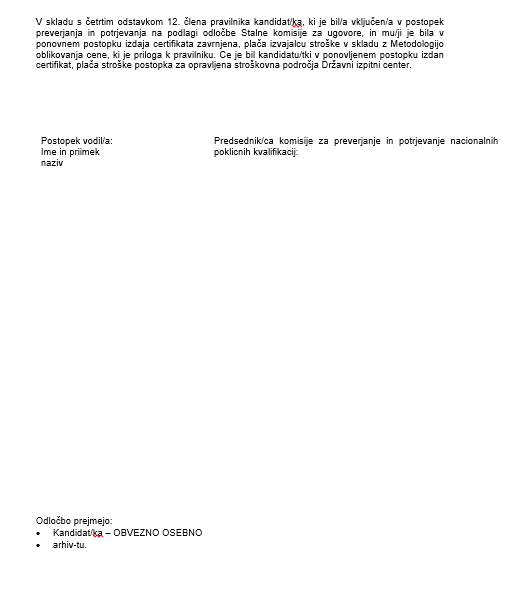 V skladu s četrtim odstavkom 12. člena pravilnika kandidat/ka, ki je bil/a vključen/a v postopek
preverjanja in potrjevanja na podlagi odločbe Stalne komisije za ugovore, in mu/ji je bila v
ponovnem postopku izdaja certifikata zavrnjena, plača izvajalcu stroške v skladu z Metodologijo
oblikovanja cene, ki je priloga k pravilniku. Če je bil kandidatu/tki v ponovljenem postopku izdan
certifikat, plača stroške postopka za opravljena stroškovna področja Državni izpitni center.
Postopek vodil/a:
Ime in priimek
naziv
Predsednik/ca komisije za preverjanje in potrjevanje nacionalnih
poklicnih kvalifikacij:
Odločbo prejmejo:
• Kandidat/ka – OBVEZNO OSEBNO
• arhiv-tu.